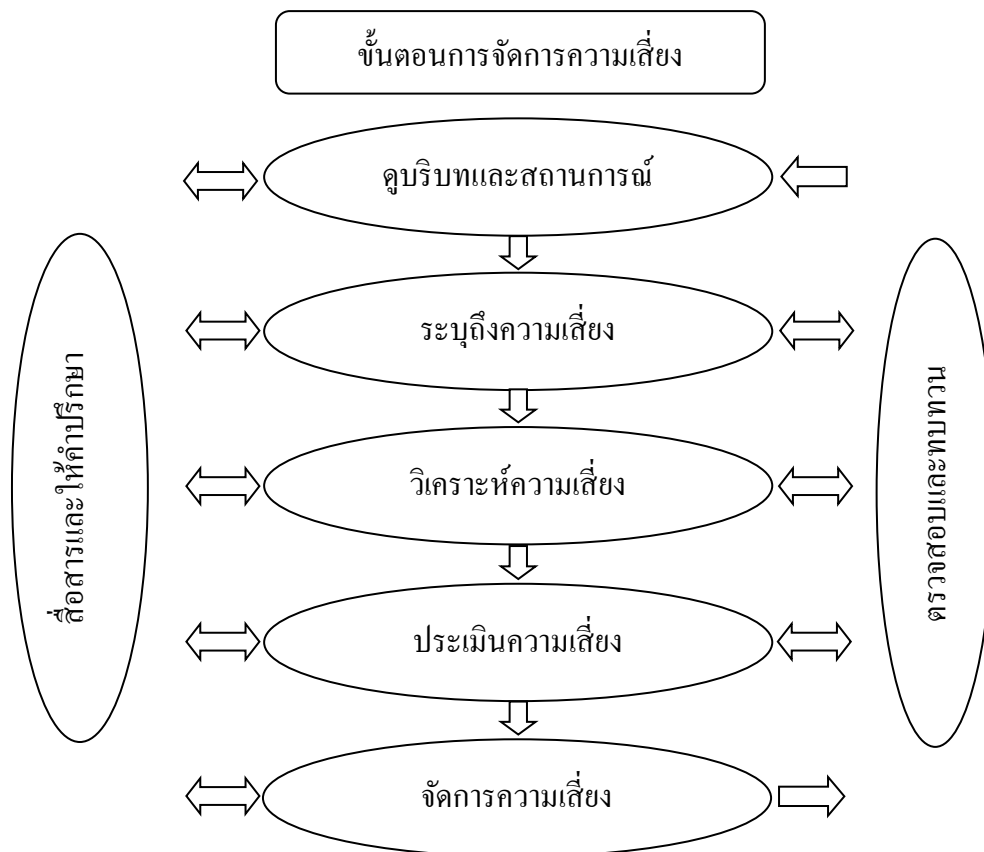 ขั้นตอนการจัดการความเสี่ยง
ดูบริบทและสถานการณ์
ระบุถึงความเสี่ยง
วิเคราะห์ความเสี่ยง
ประเมินความเสี่ยง
จัดการความเสี่ยง
สื่อสารและให้คำปรึกษา
ตรวจสอบและทบทวน